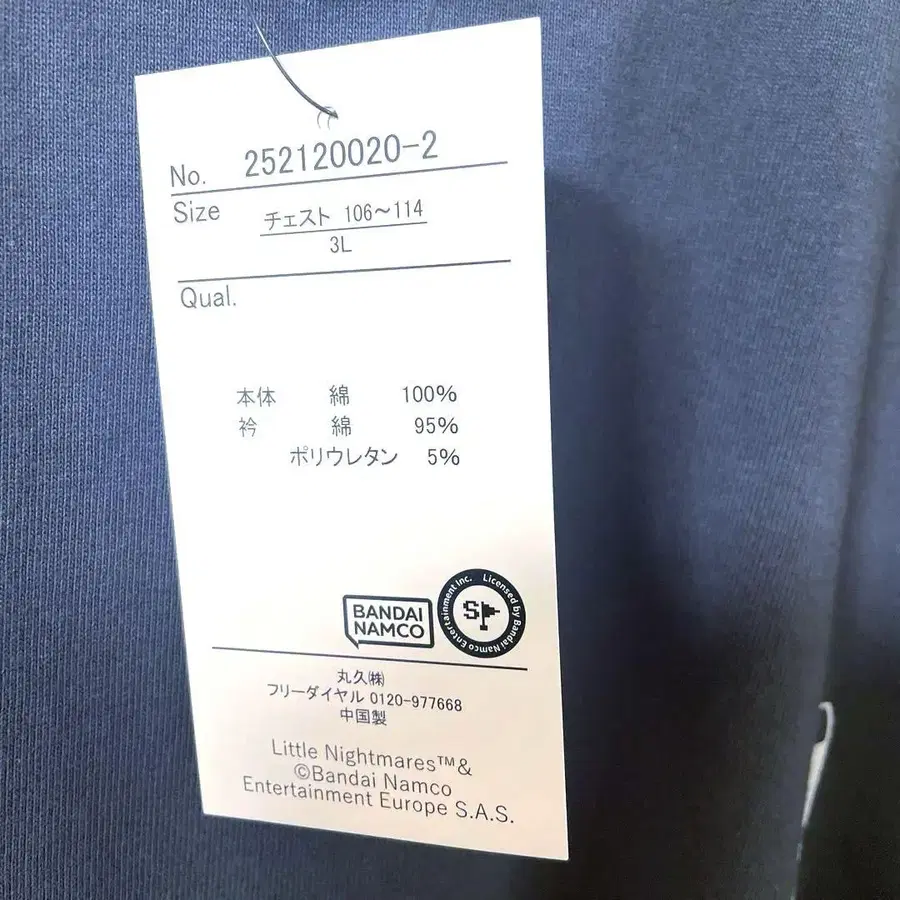 No. 252120020-2
Size チェスト 106～114
3L
Qual.
本体 綿 100%
衿 綿 95%
ポリウレタン 5%
BANDAI
NAMCO
Licensed by Bandai Namco Entertainment Inc.
S
丸久㈱
フリーダイヤル 0120-977668
中国製
Little Nightmares™&
©Bandai Namco
Entertainment Europe S.A.S.